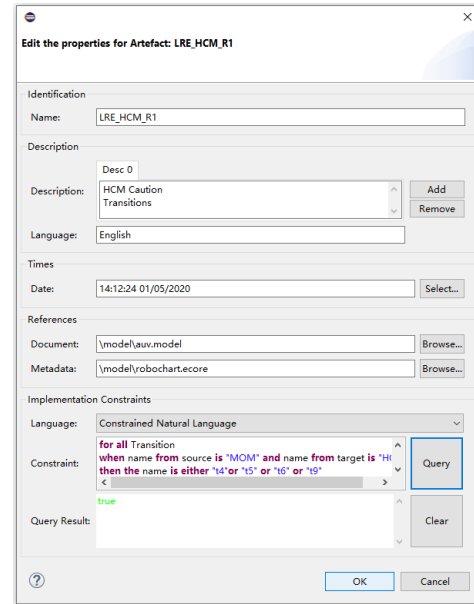 Edit the properties for Artefact: LRE_HCM_R1
Identification
Name: LRE_HCM_R1
Description
Desc 0
Description: HCM Caution
Transitions
Add
Remove
Language: English
Times
Date: 14:12:24 01/05/2020 Select...
References
Document: \model\auv.model Browse...
Metadata: \model\robochart.ecore Browse...
Implementation Constraints
Language: Constrained Natural Language
Constraint: for all Transition
when name from source is "MOM" and name from target is "HC
then the name is either "t4"or "t5" or "t6" or "t9"
Query
Query Result: true
Clear
? OK Cancel